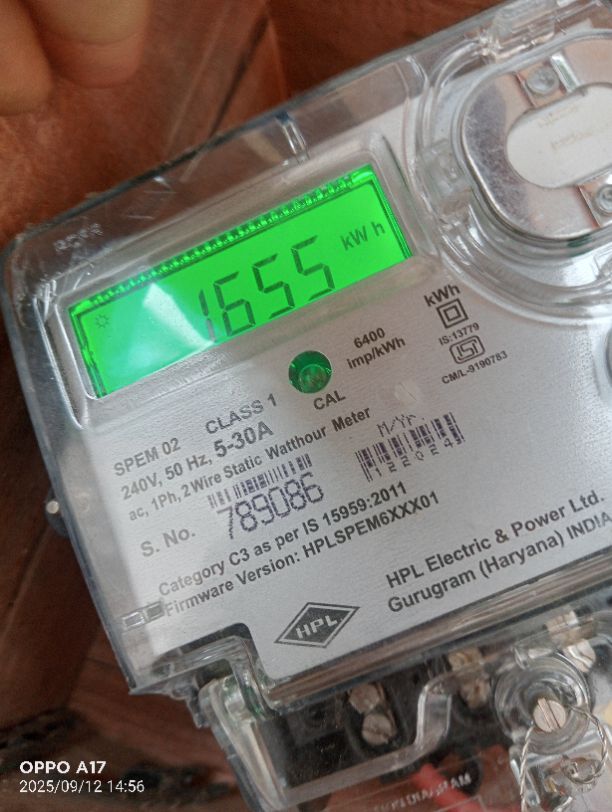 1655 kWh
6400
imp/kWh
kWh
IS:13779
CM/L-9190783
CAL
SPEM 02 CLASS 1
240V, 50 Hz, 5-30A
ac, 1Ph, 2 Wire Static Watthour Meter
M/YR.
122024
S. No. 789086
Category C3 as per IS 15959:2011
Firmware Version: HPLSPEM6XXX01
HPL Electric & Power Ltd.
Gurugram (Haryana) INDIA
HPL
OPPO A17
2025/09/12 14:56